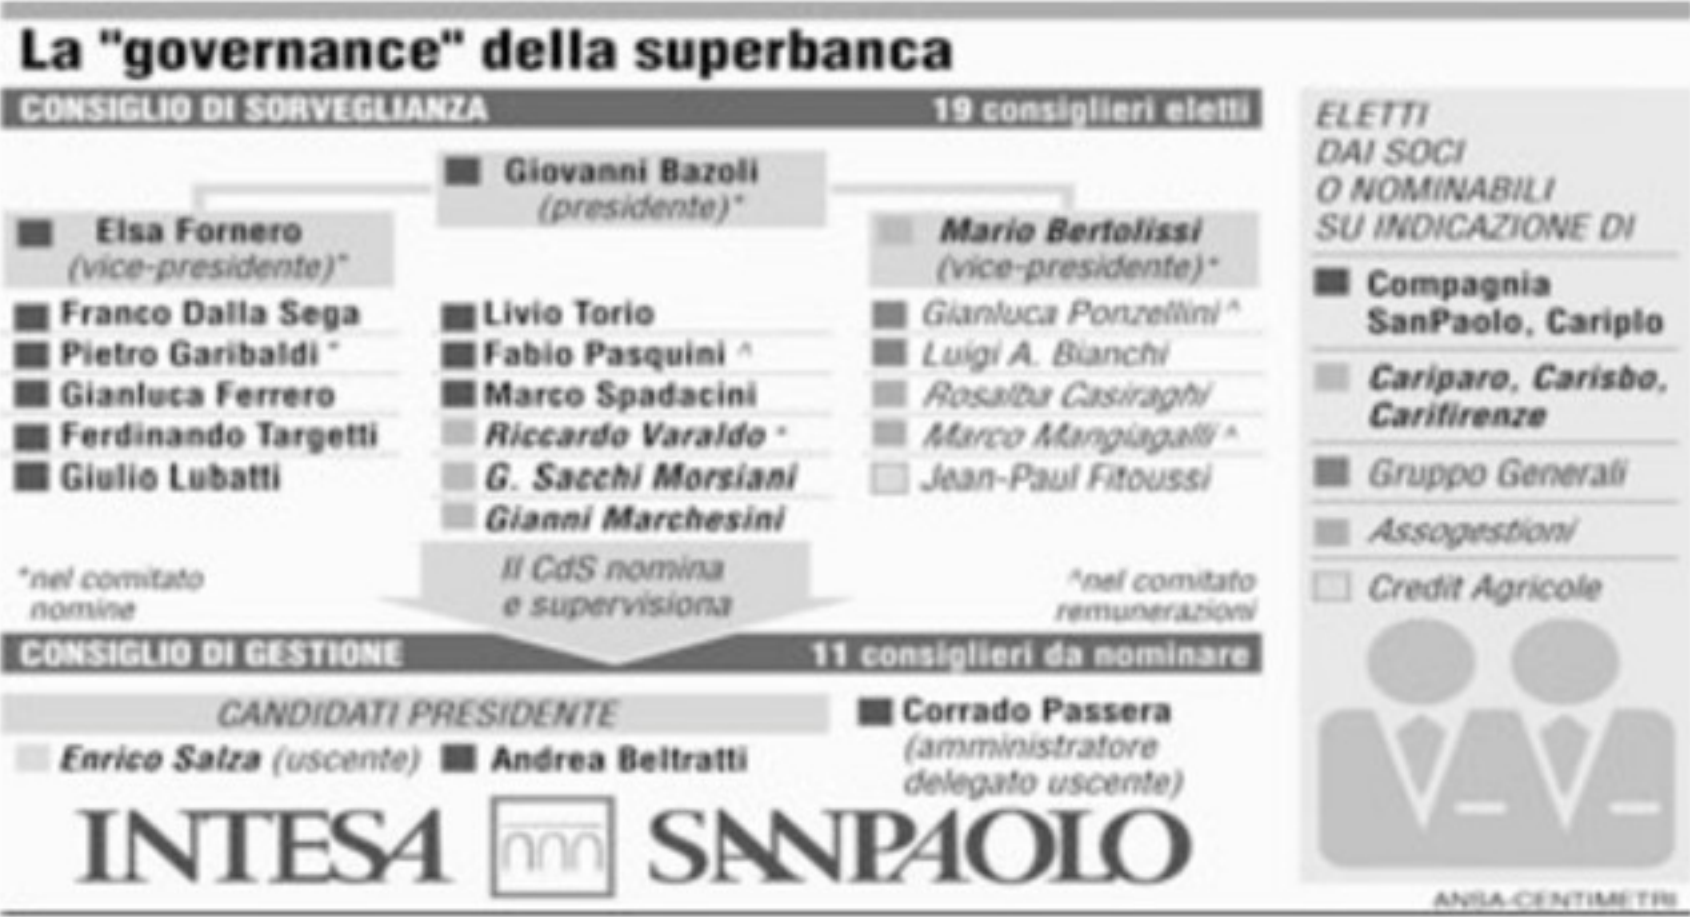 La "governance" della superbanca
CONSIGLIO DI SORVEGLIANZA 19 consiglieri eletti
Giovanni Bazoli
(presidente)*
Elsa Fornero
(vice-presidente)*
Mario Bertolissi
(vice-presidente)*
Franco Dalla Sega
Pietro Garibaldi *
Gianluca Ferrero
Ferdinando Targetti
Giulio Lubatti
Livio Torio
Fabio Pasquini ^
Marco Spadacini
Riccardo Varaldo *
G. Sacchi Morsiani
Gianni Marchesini
Gianluca Ponzellini ^
Luigi A. Bianchi
Rosalba Casiraghi
Marco Mangiagalli ^
Jean-Paul Fitoussi
*nel comitato
nomine
Il CdS nomina
e supervisiona
^nel comitato
remunerazioni
CONSIGLIO DI GESTIONE 11 consiglieri da nominare
CANDIDATI PRESIDENTE
Enrico Salza (uscente) Andrea Beltratti
Corrado Passera
(amministratore
delegato uscente)
INTESA SANPAOLO
ELETTI
DAI SOCI
O NOMINABILI
SU INDICAZIONE DI
Compagnia
SanPaolo, Cariplo
Cariparo, Carisbo,
Carifirenze
Gruppo Generali
Assogestioni
Credit Agricole
ANSA-CENTIMETRI